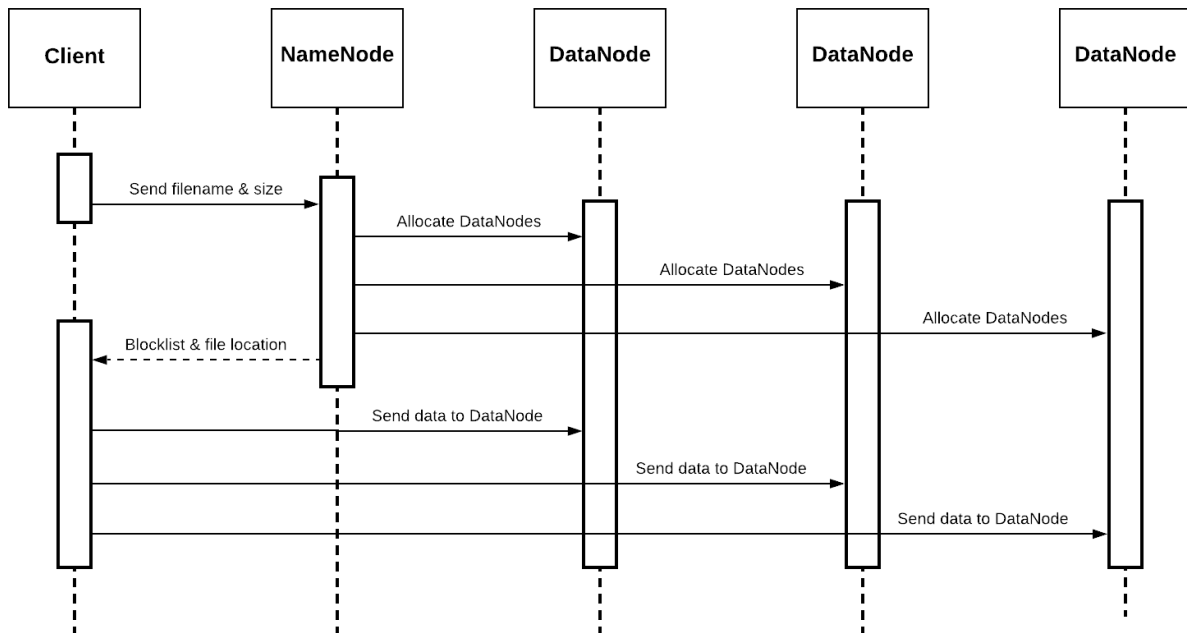 Client
NameNode
DataNode
DataNode
DataNode
Send filename & size
Allocate DataNodes
Allocate DataNodes
Allocate DataNodes
Blocklist & file location
Send data to DataNode
Send data to DataNode
Send data to DataNode